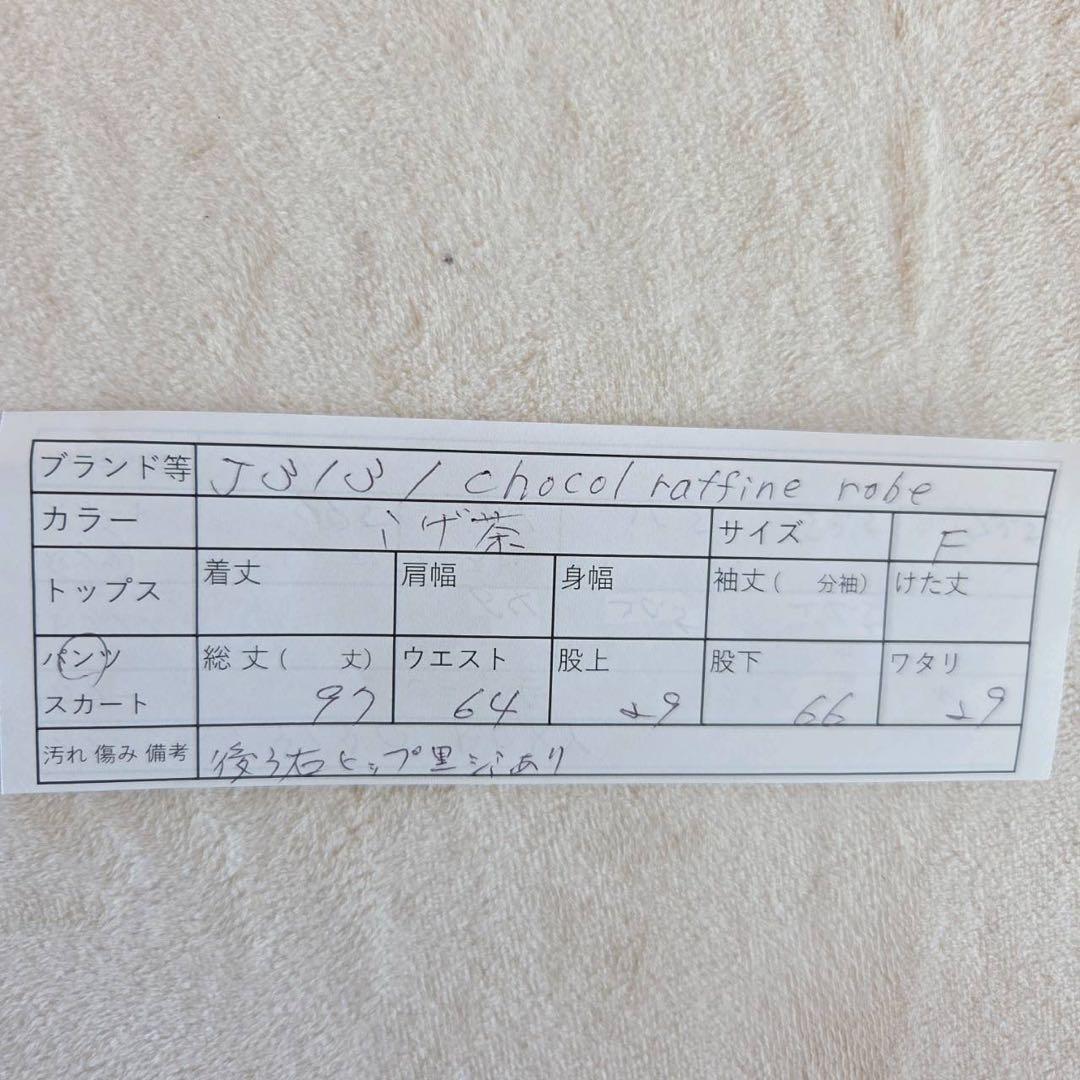 ブランド等 J313 / chocol raffine robe
カラー こげ茶 サイズ F
トップス 着丈 肩幅 身幅 袖丈( 分袖) けた丈
パンツ 総丈( 丈) ウエスト 股上 股下 ワタリ
スカート 97 64 29 66 29
汚れ 傷み 備考 後ろ右ヒップ黒ジミあり